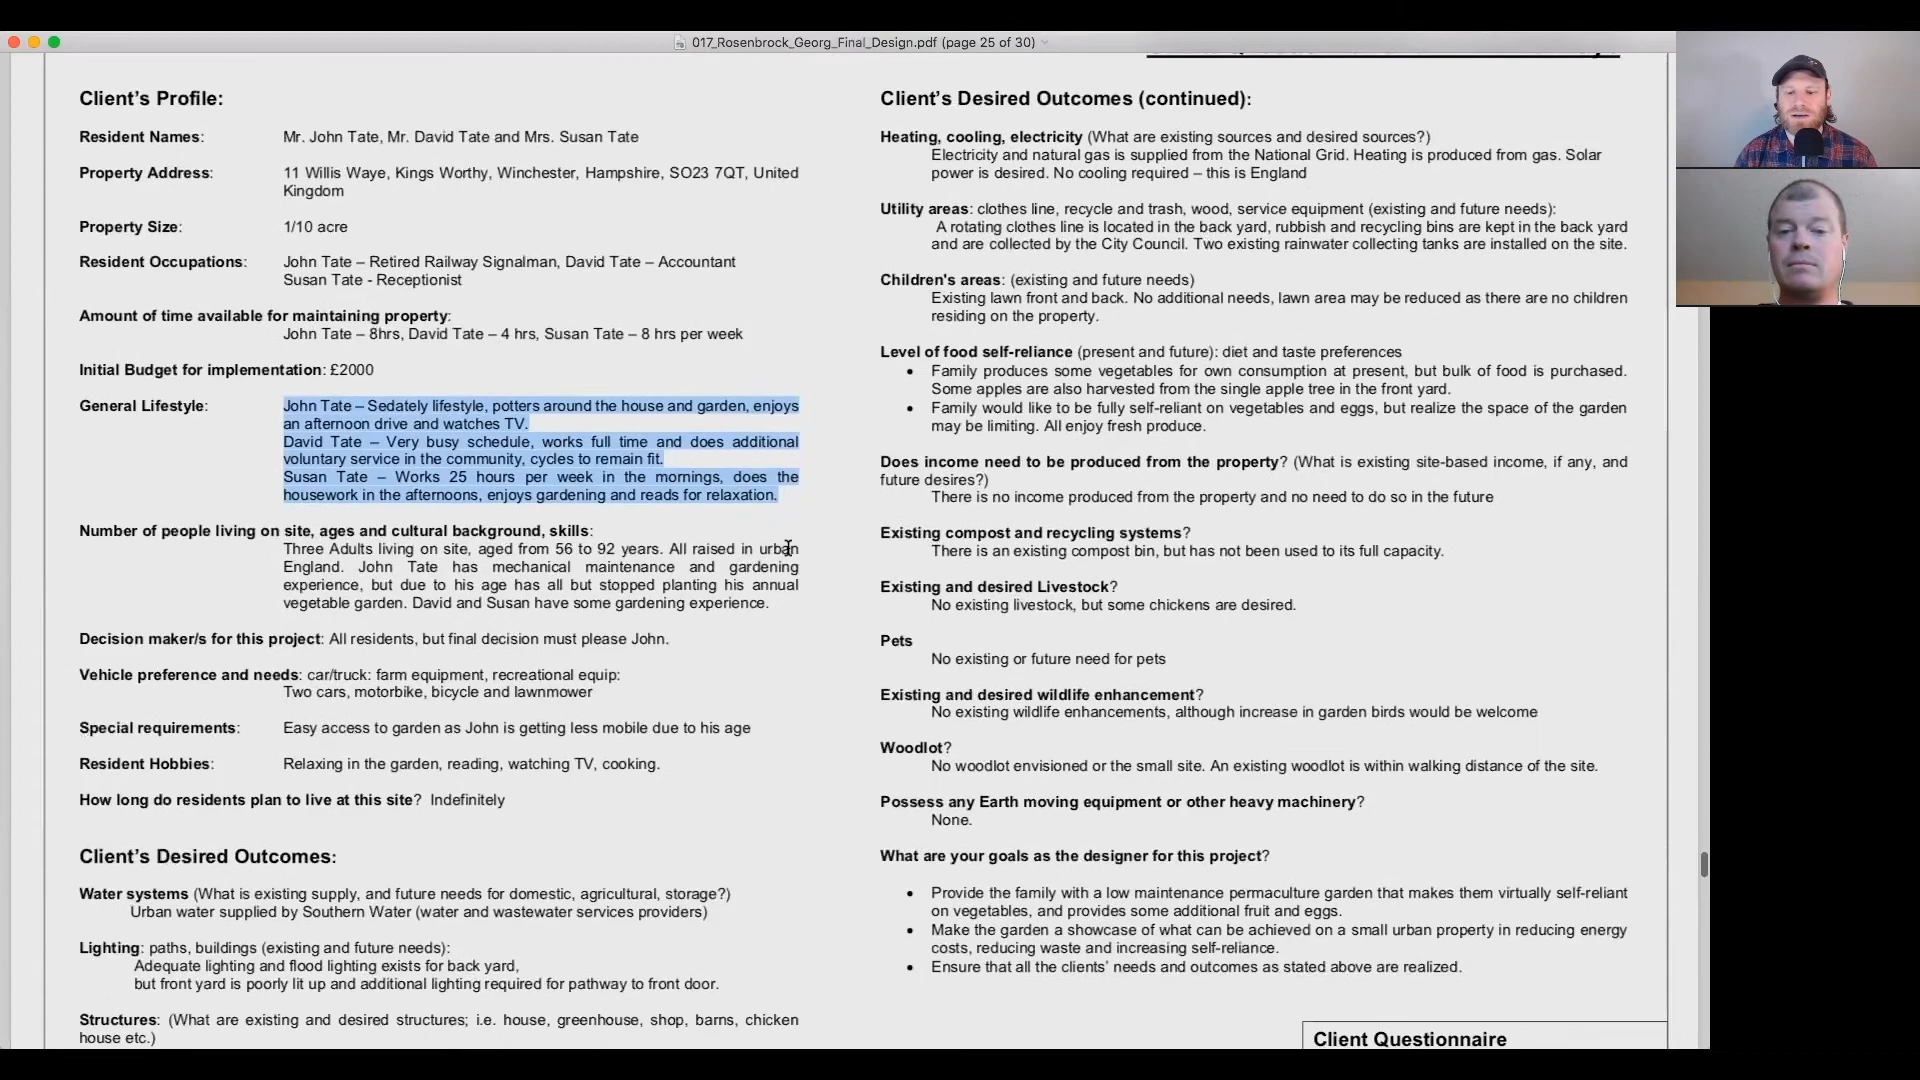 017_Rosenbrock_Georg_Final_Design.pdf (page 25 of 30)
Client's Profile:
Resident Names: Mr. John Tate, Mr. David Tate and Mrs. Susan Tate
Property Address: 11 Willis Waye, Kings Worthy, Winchester, Hampshire, SO23 7QT, United
Kingdom
Property Size: 1/10 acre
Resident Occupations: John Tate – Retired Railway Signalman, David Tate – Accountant
Susan Tate - Receptionist
Amount of time available for maintaining property:
John Tate – 8hrs, David Tate – 4 hrs, Susan Tate – 8 hrs per week
Initial Budget for implementation: £2000
General Lifestyle: John Tate – Sedately lifestyle, potters around the house and garden, enjoys
an afternoon drive and watches TV.
David Tate – Very busy schedule, works full time and does additional
voluntary service in the community, cycles to remain fit.
Susan Tate – Works 25 hours per week in the mornings, does the
housework in the afternoons, enjoys gardening and reads for relaxation.
Number of people living on site, ages and cultural background, skills:
Three Adults living on site, aged from 56 to 92 years. All raised in urban
England. John Tate has mechanical maintenance and gardening
experience, but due to his age has all but stopped planting his annual
vegetable garden. David and Susan have some gardening experience.
Decision maker/s for this project: All residents, but final decision must please John.
Vehicle preference and needs: car/truck: farm equipment, recreational equip:
Two cars, motorbike, bicycle and lawnmower
Special requirements: Easy access to garden as John is getting less mobile due to his age
Resident Hobbies: Relaxing in the garden, reading, watching TV, cooking.
How long do residents plan to live at this site? Indefinitely
Client's Desired Outcomes:
Water systems (What is existing supply, and future needs for domestic, agricultural, storage?)
Urban water supplied by Southern Water (water and wastewater services providers)
Lighting: paths, buildings (existing and future needs):
Adequate lighting and flood lighting exists for back yard,
but front yard is poorly lit up and additional lighting required for pathway to front door.
Structures: (What are existing and desired structures; i.e. house, greenhouse, shop, barns, chicken
house etc.)
Client's Desired Outcomes (continued):
Heating, cooling, electricity (What are existing sources and desired sources?)
Electricity and natural gas is supplied from the National Grid. Heating is produced from gas. Solar
power is desired. No cooling required – this is England
Utility areas: clothes line, recycle and trash, wood, service equipment (existing and future needs):
A rotating clothes line is located in the back yard, rubbish and recycling bins are kept in the back yard
and are collected by the City Council. Two existing rainwater collecting tanks are installed on the site.
Children's areas: (existing and future needs)
Existing lawn front and back. No additional needs, lawn area may be reduced as there are no children
residing on the property.
Level of food self-reliance (present and future): diet and taste preferences
• Family produces some vegetables for own consumption at present, but bulk of food is purchased.
Some apples are also harvested from the single apple tree in the front yard.
• Family would like to be fully self-reliant on vegetables and eggs, but realize the space of the garden
may be limiting. All enjoy fresh produce.
Does income need to be produced from the property? (What is existing site-based income, if any, and
future desires?)
There is no income produced from the property and no need to do so in the future
Existing compost and recycling systems?
There is an existing compost bin, but has not been used to its full capacity.
Existing and desired Livestock?
No existing livestock, but some chickens are desired.
Pets
No existing or future need for pets
Existing and desired wildlife enhancement?
No existing wildlife enhancements, although increase in garden birds would be welcome
Woodlot?
No woodlot envisioned or the small site. An existing woodlot is within walking distance of the site.
Possess any Earth moving equipment or other heavy machinery?
None.
What are your goals as the designer for this project?
• Provide the family with a low maintenance permaculture garden that makes them virtually self-reliant
on vegetables, and provides some additional fruit and eggs.
• Make the garden a showcase of what can be achieved on a small urban property in reducing energy
costs, reducing waste and increasing self-reliance.
• Ensure that all the clients' needs and outcomes as stated above are realized.
Client Questionnaire